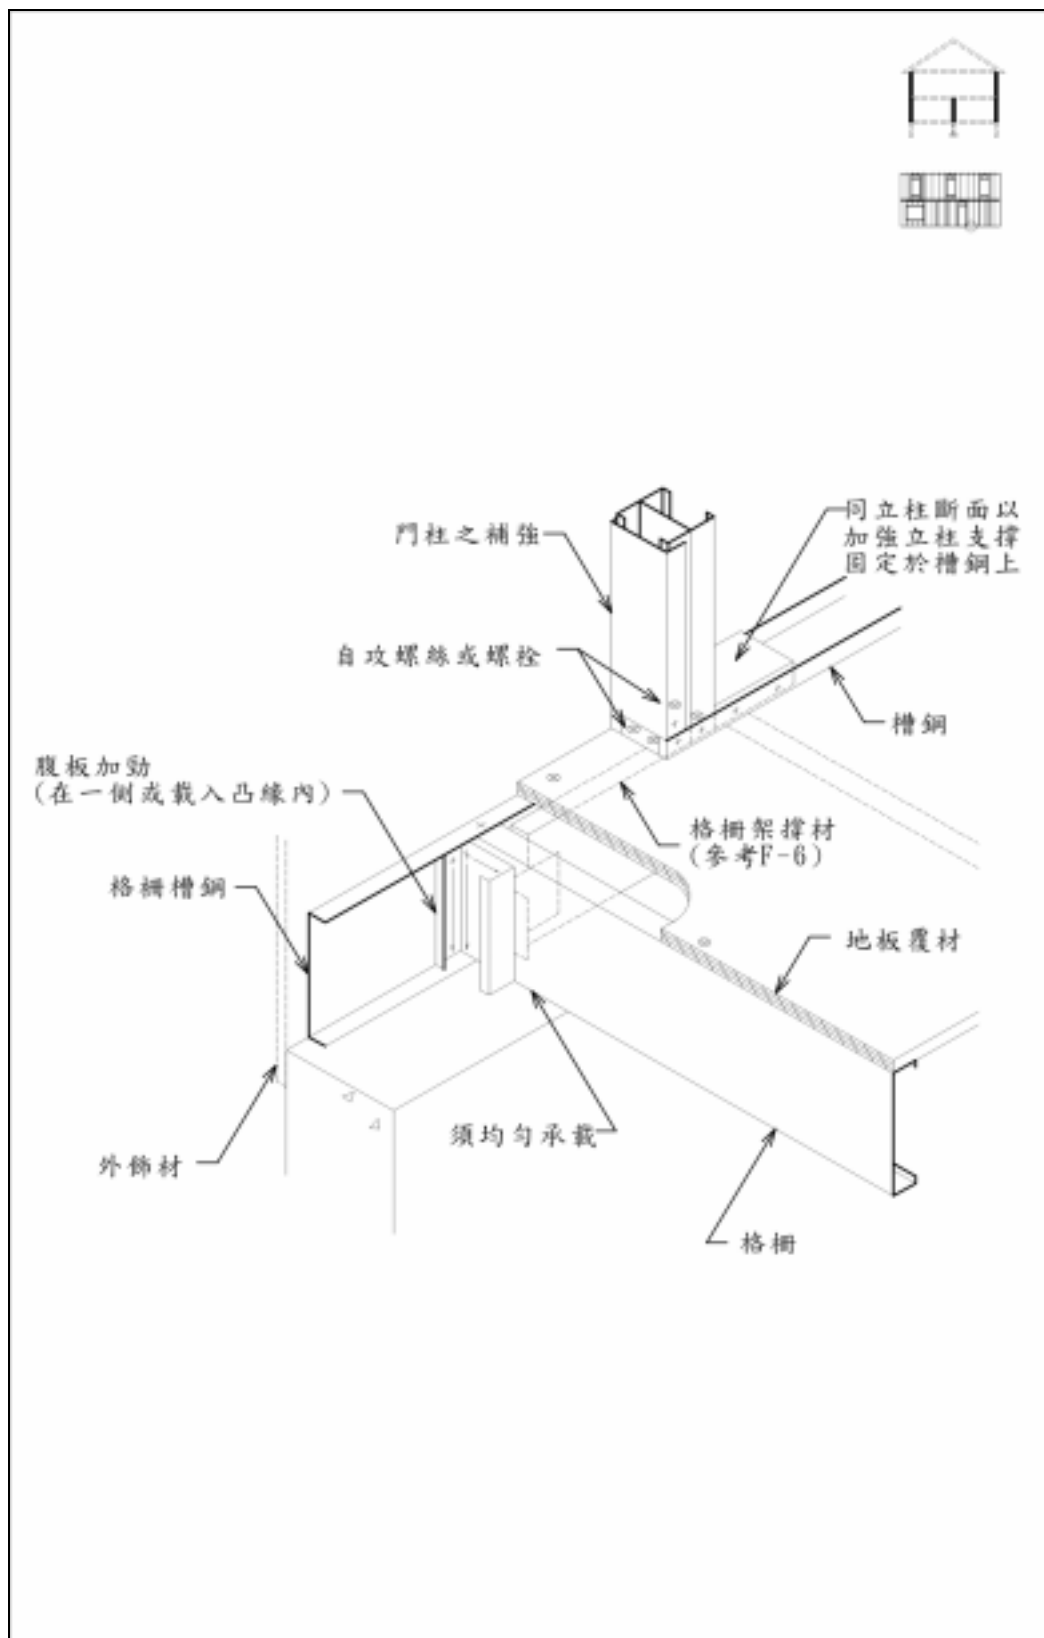 同立柱斷面以
加強立柱支撐
固定於槽鋼上
門柱之補強
自攻螺絲或螺栓
槽鋼
腹板加勁
(在一側或載入凸緣內)
格柵架撐材
(參考F-6)
格柵槽鋼
地板覆材
須均勻承載
外飾材
格柵